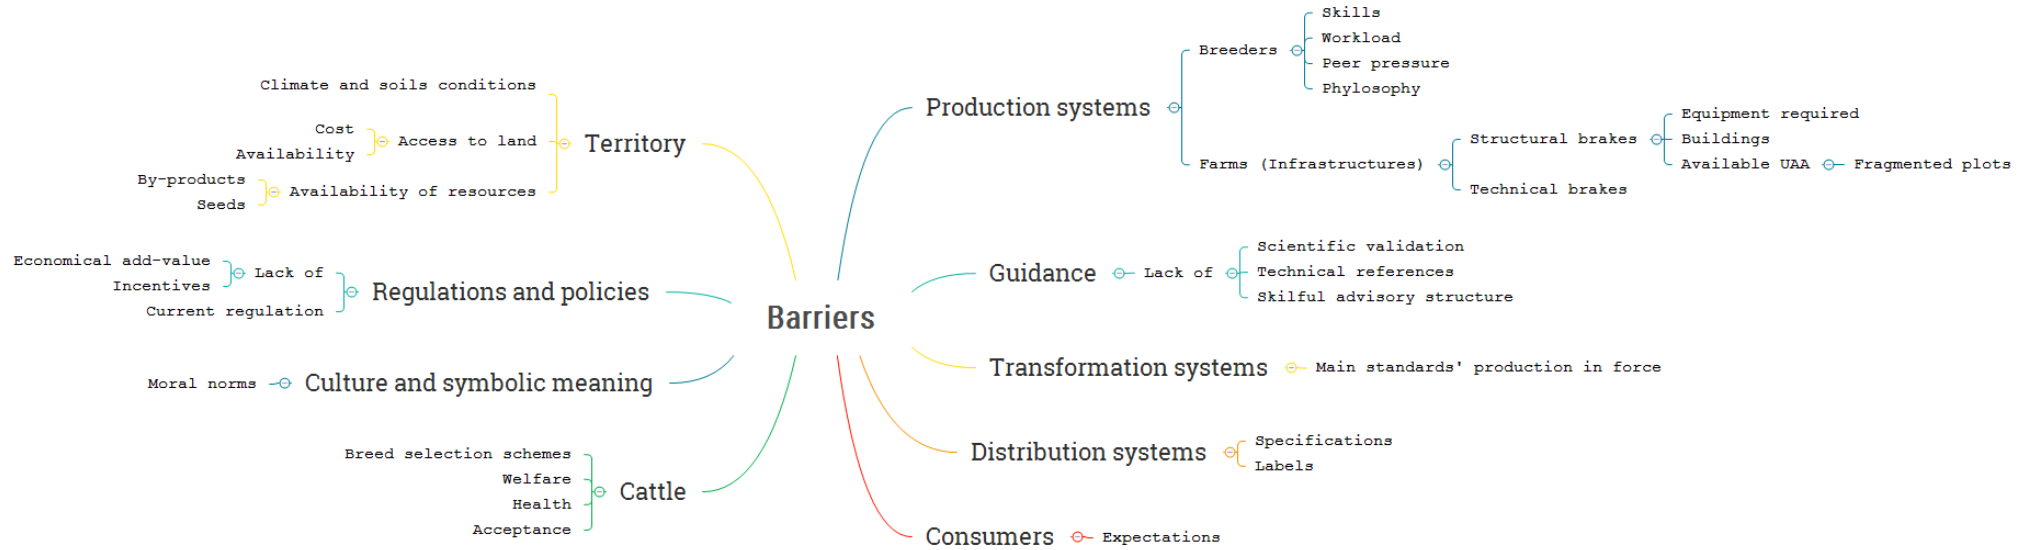 Barriers
Territory
Climate and soils conditions
Access to land
Cost
Availability
Availability of resources
By-products
Seeds
Regulations and policies
Lack of
Economical add-value
Incentives
Current regulation
Culture and symbolic meaning
Moral norms
Cattle
Breed selection schemes
Welfare
Health
Acceptance
Production systems
Breeders
Skills
Workload
Peer pressure
Phylosophy
Farms (Infrastructures)
Structural brakes
Equipment required
Buildings
Available UAA
Fragmented plots
Technical brakes
Guidance
Lack of
Scientific validation
Technical references
Skilful advisory structure
Transformation systems
Main standards' production in force
Distribution systems
Specifications
Labels
Consumers
Expectations